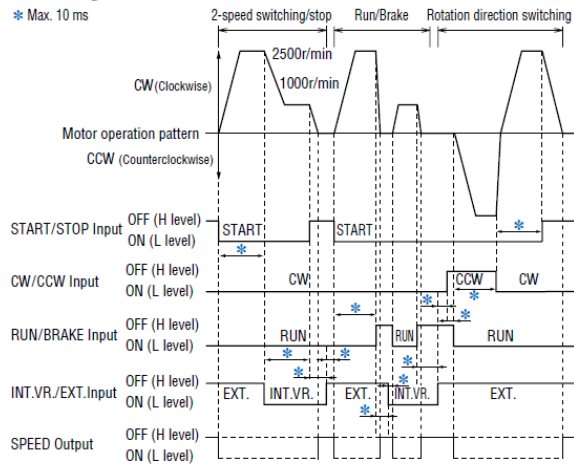 * Max. 10 ms
2-speed switching/stop Run/Brake Rotation direction switching
2500r/min
1000r/min
CW(Clockwise)
Motor operation pattern
CCW (Counterclockwise)
START/STOP Input OFF (H level) START START
ON (L level)
*
*
CW/CCW Input OFF (H level) CW CCW CW
ON (L level)
*
*
*
*
RUN/BRAKE Input OFF (H level) RUN RUN RUN
ON (L level)
*
*
*
*
*
INT.VR./EXT.Input OFF (H level) EXT. INT.VR. EXT. INT.VR. EXT.
ON (L level)
*
*
SPEED Output OFF (H level)
ON (L level)